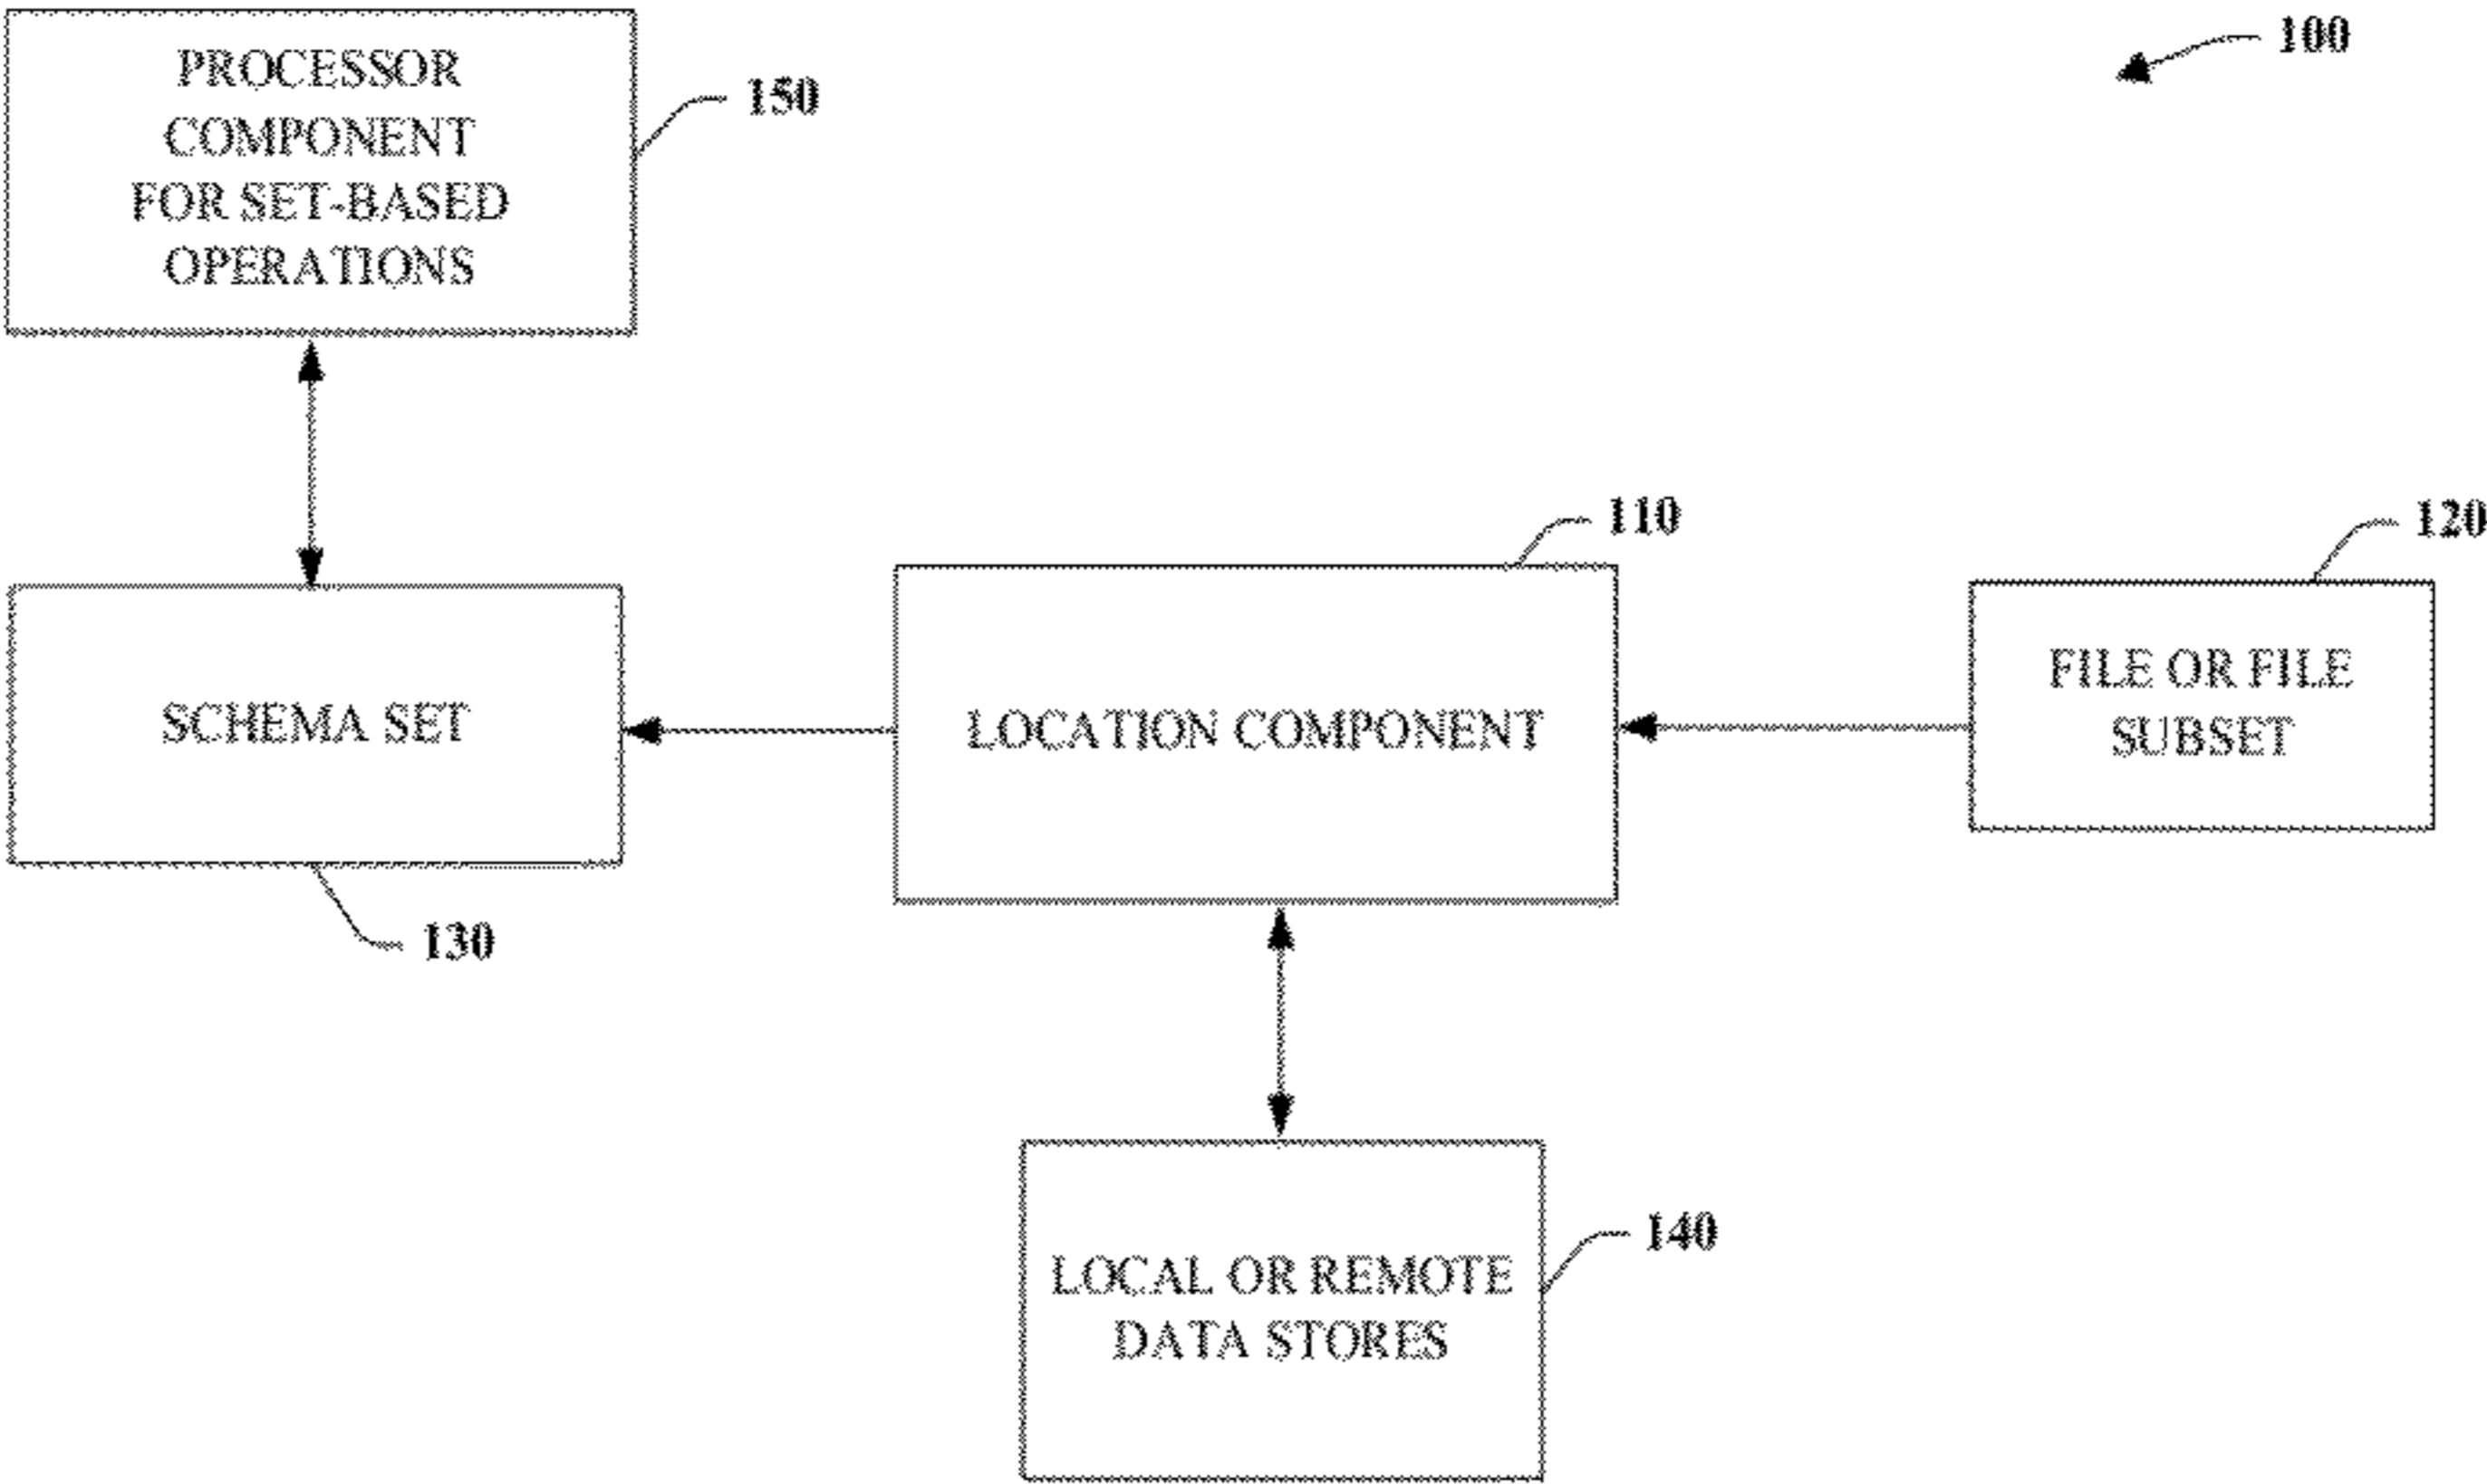 100
PROCESSOR
COMPONENT
FOR SET-BASED
OPERATIONS
150
110
120
SCHEMA SET
130
LOCATION COMPONENT
FILE OR FILE
SUBSET
LOCAL OR REMOTE
DATA STORES
140